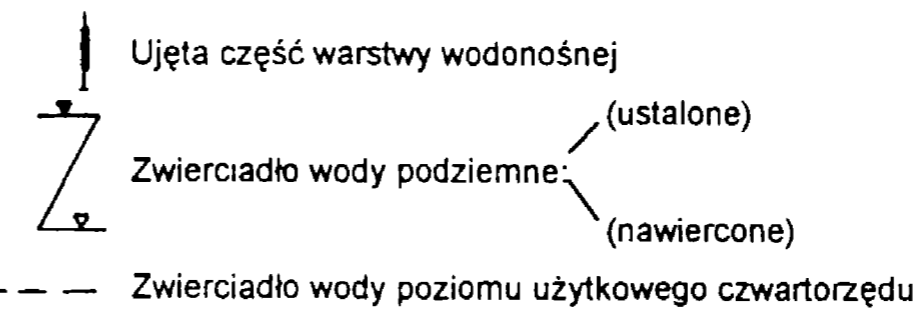 Ujęta część warstwy wodonośnej
(ustalone)
Zwierciadło wody podziemne:
(nawiercone)
Zwierciadło wody poziomu użytkowego czwartorzędu